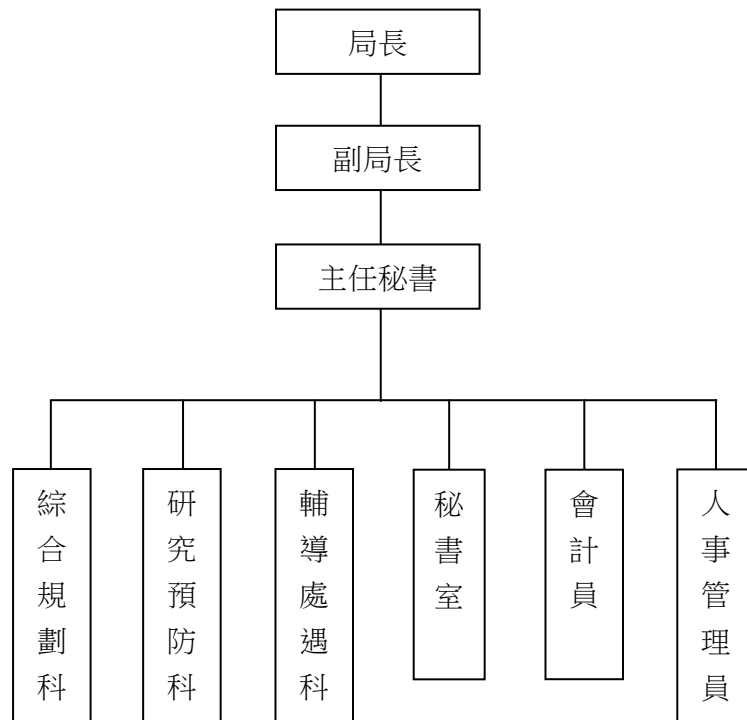 局長
副局長
主任秘書
綜合規劃科
研究預防科
輔導處遇科
秘書室
會計員
人事管理員